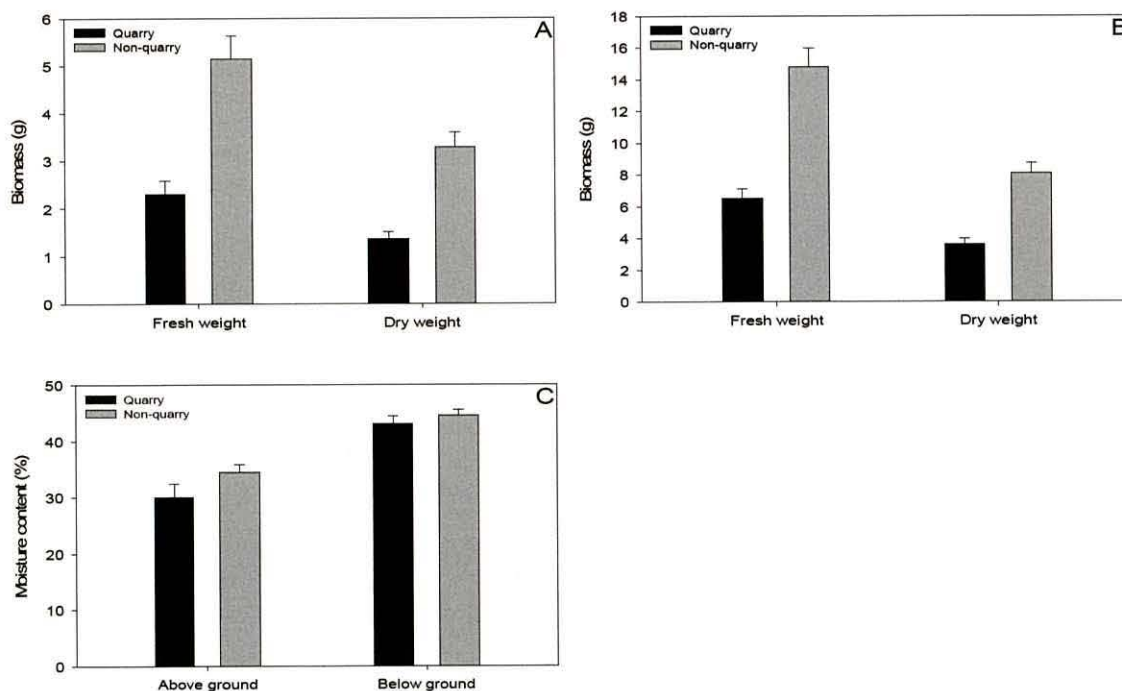 A
Quarry
Non-quarry
Biomass (g)
6
5
4
3
2
1
0
Fresh weight
Dry weight
Quarry
Non-quarry
Biomass (g)
18
16
14
12
10
8
6
4
2
0
Fresh weight
Dry weight
C
Quarry
Non-quarry
Moisture content (%)
50
40
30
20
10
0
Above ground
Below ground